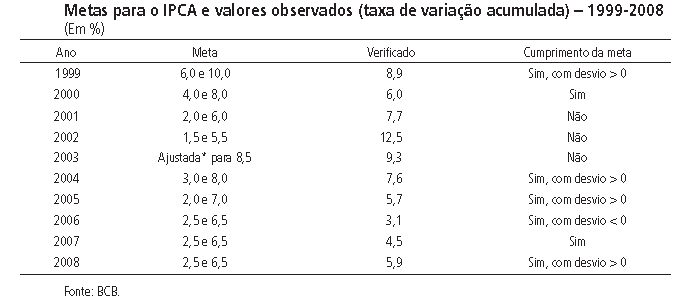 Metas para o IPCA e valores observados (taxa de variação acumulada) – 1999-2008
(Em %)
Ano Meta Verificado Cumprimento da meta
1999 6,0 e 10,0 8,9 Sim, com desvio > 0
2000 4,0 e 8,0 6,0 Sim
2001 2,0 e 6,0 7,7 Não
2002 1,5 e 5,5 12,5 Não
2003 Ajustada* para 8,5 9,3 Não
2004 3,0 e 8,0 7,6 Sim, com desvio > 0
2005 2,0 e 7,0 5,7 Sim, com desvio > 0
2006 2,5 e 6,5 3,1 Sim, com desvio < 0
2007 2,5 e 6,5 4,5 Sim
2008 2,5 e 6,5 5,9 Sim, com desvio > 0
Fonte: BCB.